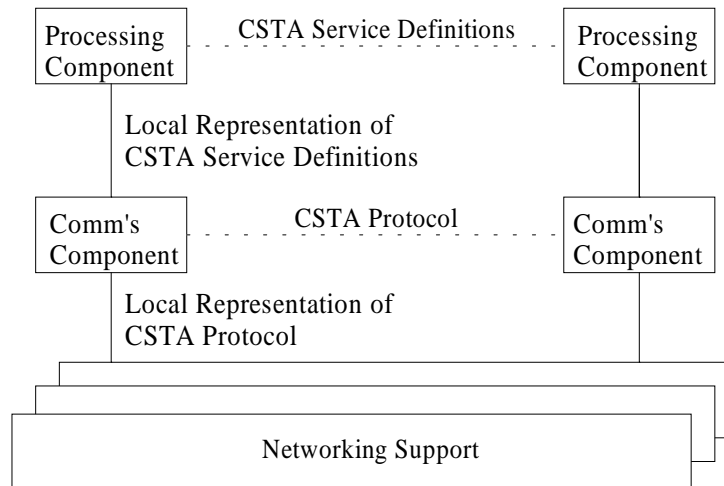 Processing
Component
CSTA Service Definitions
Processing
Component
Local Representation of
CSTA Service Definitions
Comm's
Component
CSTA Protocol
Comm's
Component
Local Representation of
CSTA Protocol
Networking Support